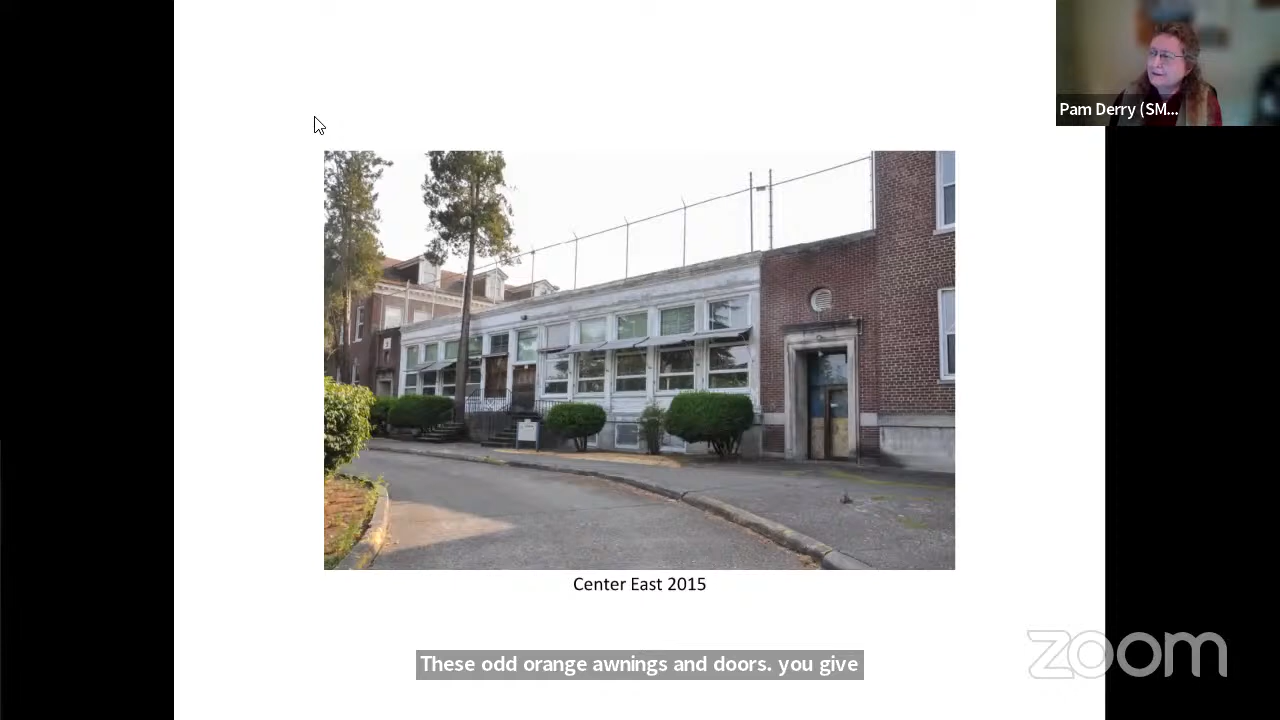 Pam Derry (SM...
Center East 2015
These odd orange awnings and doors. you give
zoom